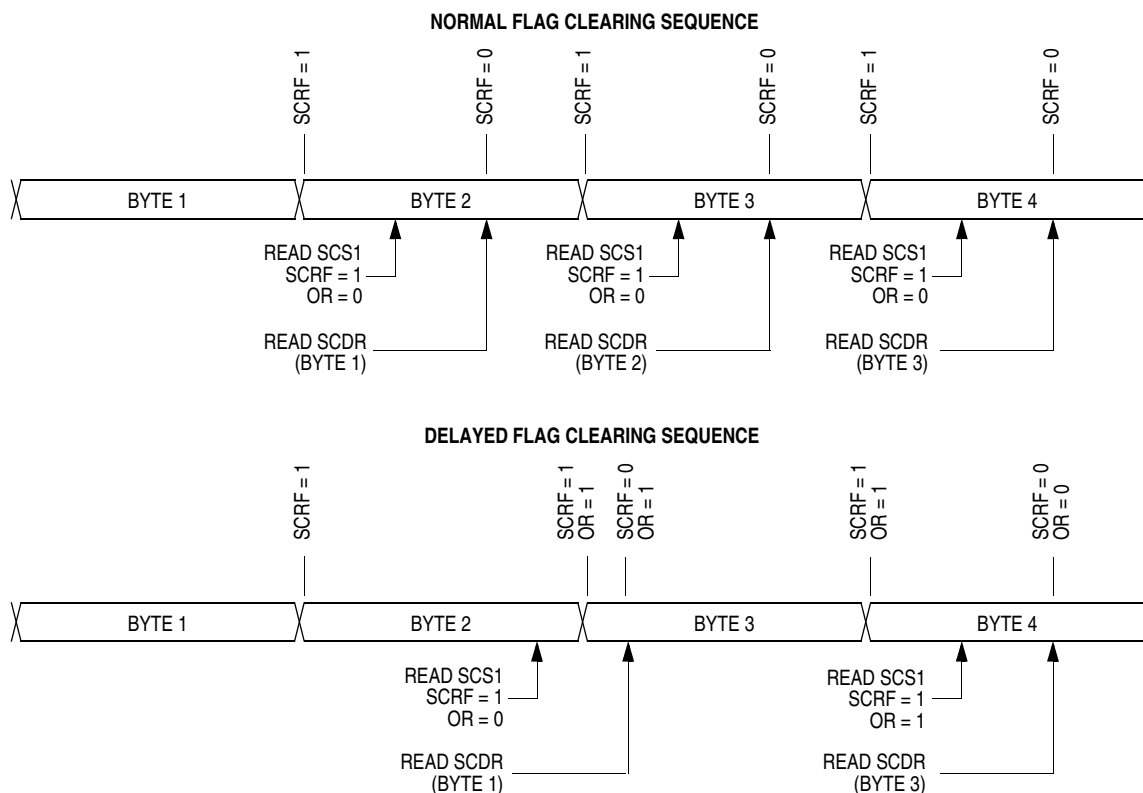 NORMAL FLAG CLEARING SEQUENCE
SCRF = 1
SCRF = 0
SCRF = 1
SCRF = 0
SCRF = 1
SCRF = 0
BYTE 1
BYTE 2
BYTE 3
BYTE 4
READ SCS1
SCRF = 1
OR = 0
READ SCS1
SCRF = 1
OR = 0
READ SCS1
SCRF = 1
OR = 0
READ SCDR
(BYTE 1)
READ SCDR
(BYTE 2)
READ SCDR
(BYTE 3)
DELAYED FLAG CLEARING SEQUENCE
SCRF = 1
SCRF = 1
OR = 1
SCRF = 0
OR = 1
SCRF = 1
OR = 1
SCRF = 0
OR = 0
BYTE 1
BYTE 2
BYTE 3
BYTE 4
READ SCS1
SCRF = 1
OR = 0
READ SCS1
SCRF = 1
OR = 1
READ SCDR
(BYTE 1)
READ SCDR
(BYTE 3)